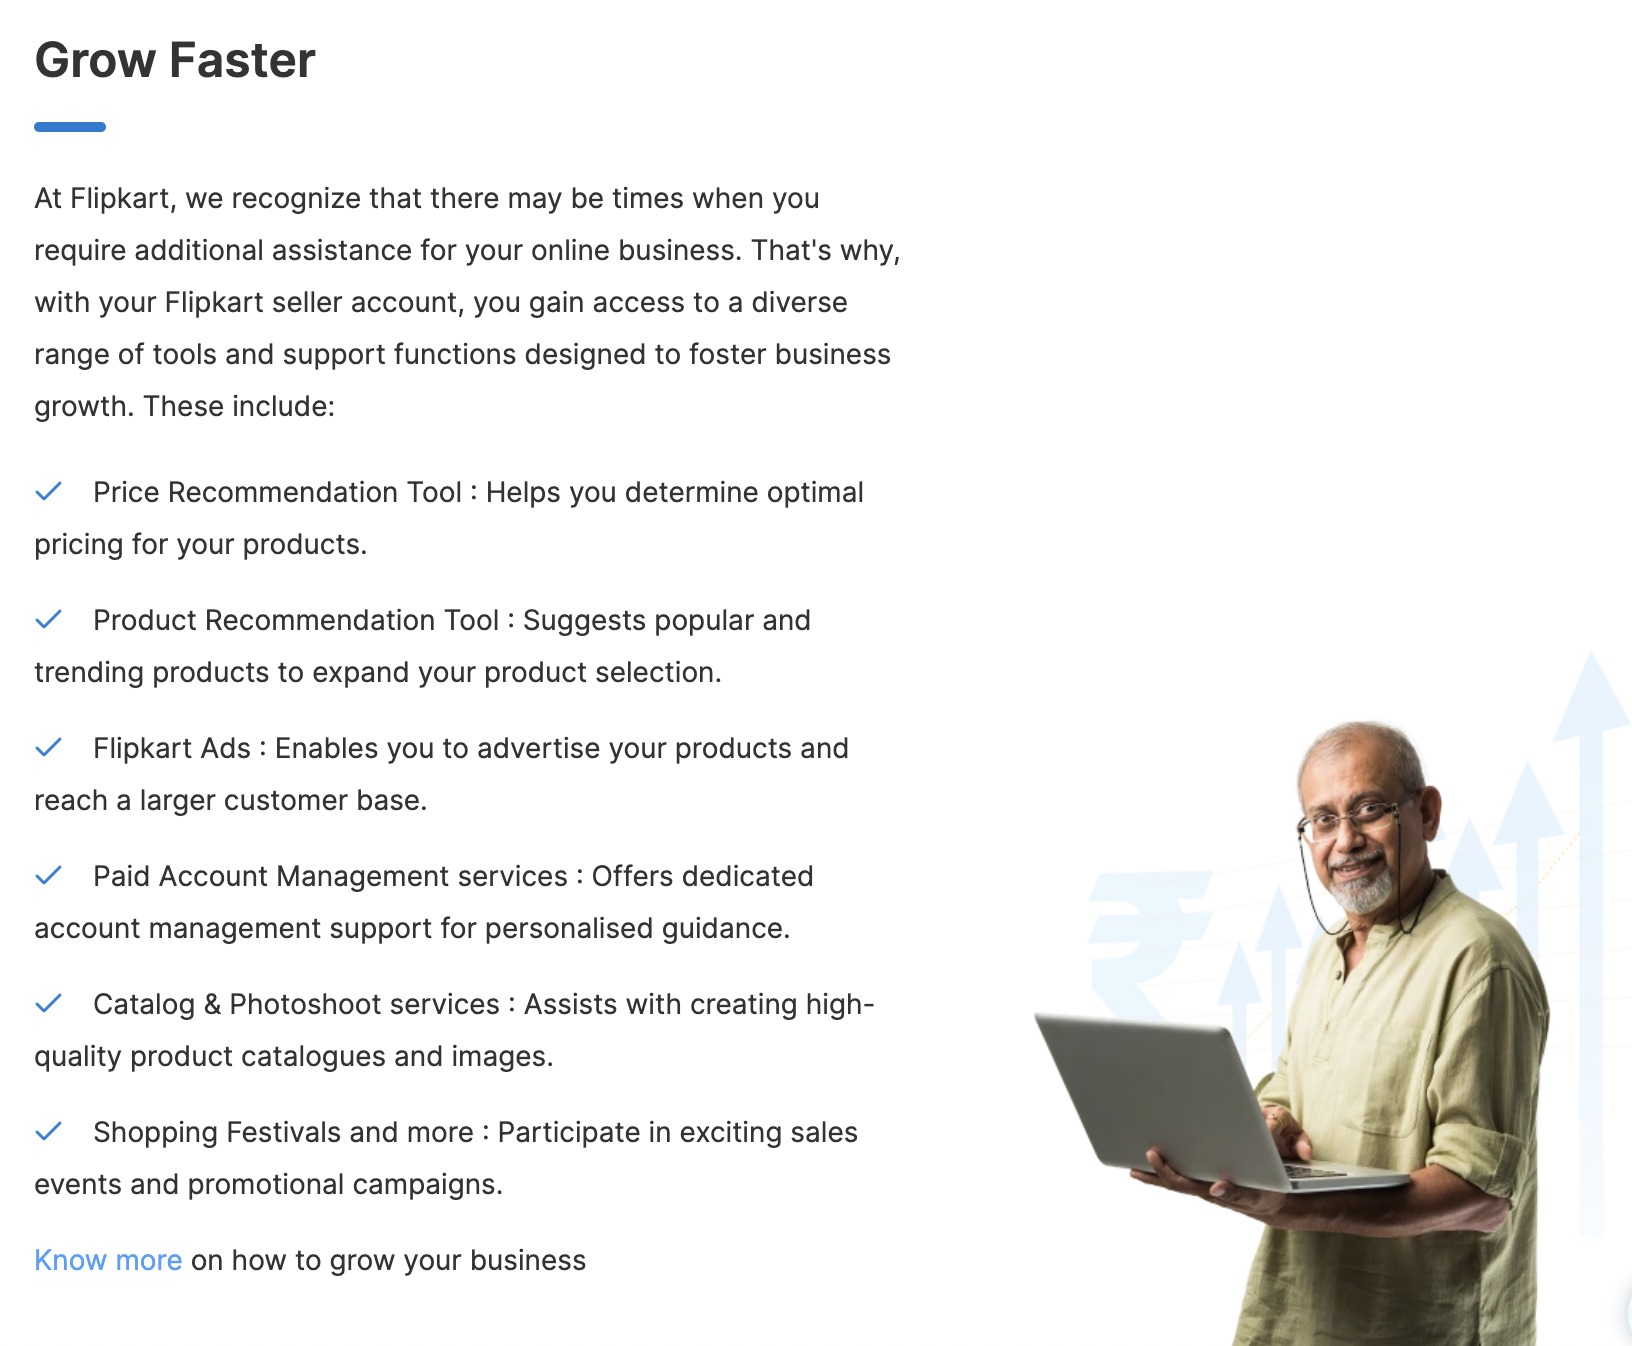 Grow Faster
At Flipkart, we recognize that there may be times when you
require additional assistance for your online business. That's why,
with your Flipkart seller account, you gain access to a diverse
range of tools and support functions designed to foster business
growth. These include:
Price Recommendation Tool : Helps you determine optimal
pricing for your products.
Product Recommendation Tool : Suggests popular and
trending products to expand your product selection.
Flipkart Ads : Enables you to advertise your products and
reach a larger customer base.
Paid Account Management services : Offers dedicated
account management support for personalised guidance.
Catalog & Photoshoot services : Assists with creating high-
quality product catalogues and images.
Shopping Festivals and more : Participate in exciting sales
events and promotional campaigns.
Know more on how to grow your business
₹